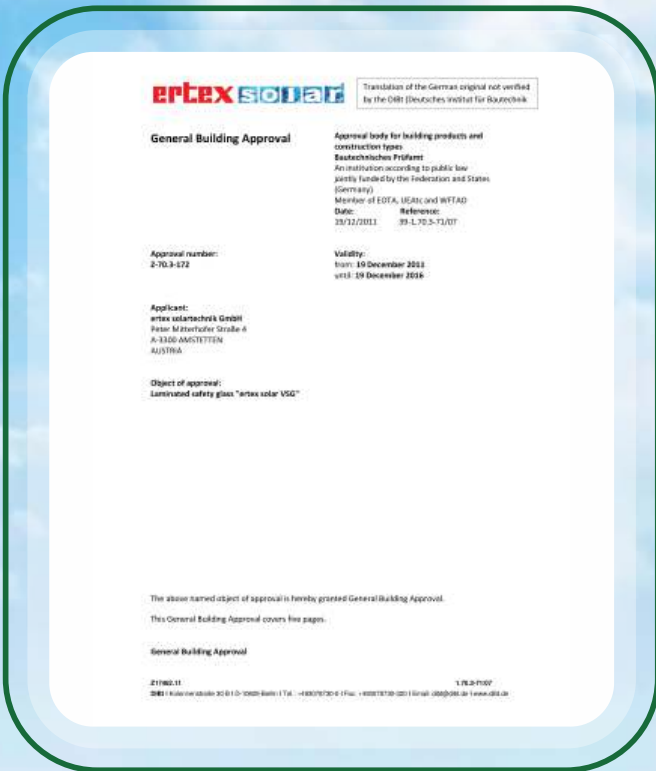 ertex solar
Translation of the German original not verified
by the DIBt (Deutsches Institut für Bautechnik
General Building Approval
Approval body for building products and
construction types
Bautechnisches Prüfamt
An institution according to public law
jointly funded by the Federation and States
(Germany)
Member of EOTA, UEAtc and WFTAO
Date: Reference:
19/12/2011
Approval number:
Z-70.3-172
Validity:
from: 19 December 2011
until: 19 December 2016
Applicant:
ertex solartechnik GmbH
Peter Mitterhofer Straße 4
A-3300 AMSTETTEN
AUSTRIA
Object of approval:
Laminated safety glass "ertex solar VSG"
The above named object of approval is hereby granted General Building Approval.
This General Building Approval covers five pages.
General Building Approval
DIBt